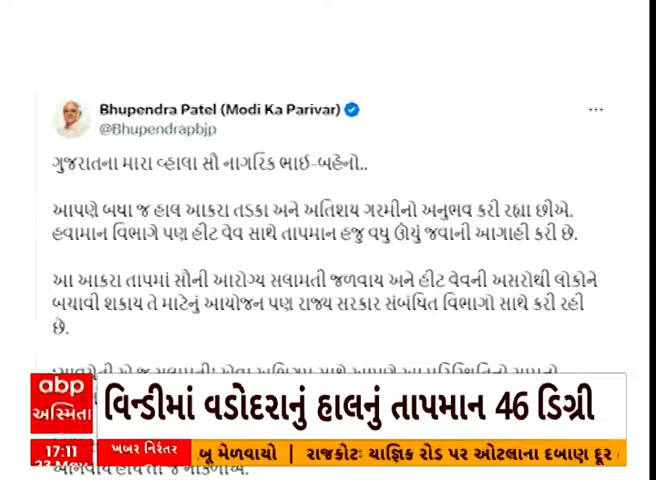 Bhupendra Patel (Modi Ka Parivar)
@Bhupendrapbjp
ગુજરાતના મારા વ્હાલા સૌ નાગરિક ભાઈ-બહેનો..
આપણે બધા જ હાલ આકરા તડકા અને અતિશય ગરમીનો અનુભવ કરી રહ્યા છીએ.
હવામાન વિભાગે પણ હીટ વેવ સાથે તાપમાન હજુ વધુ ઊંચું જવાની આગાહી કરી છે.
આ આકરા તાપમાં સૌની આરોગ્ય સલામતી જળવાય અને હીટ વેવની અસરોથી લોકોને
બચાવી શકાય તે માટેનું આયોજન પણ રાજ્ય સરકાર સંબંધિત વિભાગો સાથે કરી રહી
છે.
abp
અસ્મિતા
વિન્ડીમાં વડોદરાનું હાલનું તાપમાન 46 ડિગ્રી
17:11
ખબર નિરંતર
બૂ મેળવાયો | રાજકોટઃ યાજ્ઞિક રોડ પર ઓટલાના દબાણ દૂર